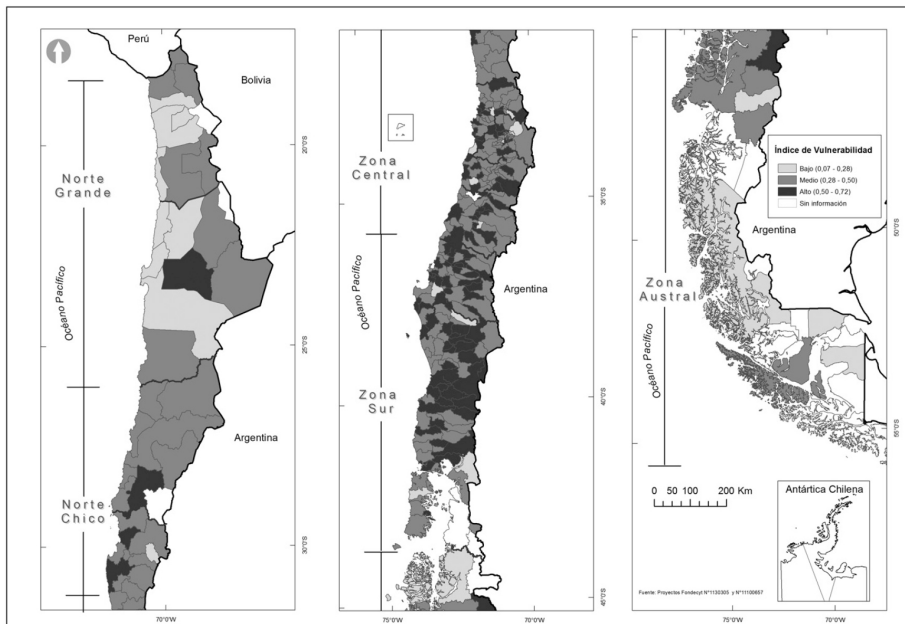 Perú
Bolivia
Norte
Grande
Océano Pacífico
Norte
Chico
Argentina
20°0'S
25°0'S
30°0'S
70°0'W
Zona
Central
Océano Pacífico
Zona
Sur
Argentina
35°0'S
40°0'S
45°0'S
75°0'W
70°0'W
Índice de Vulnerabilidad
Bajo (0,07 - 0,28)
Medio (0,28 - 0,50)
Alto (0,50 - 0,72)
Sin información
Argentina
Zona
Austral
Océano Pacífico
50°0'S
55°0'S
0 50 100 200 Km
Antártica Chilena
Fuente: Proyectos Fondecyt N°1130305 y N°11100657
75°0'W
70°0'W